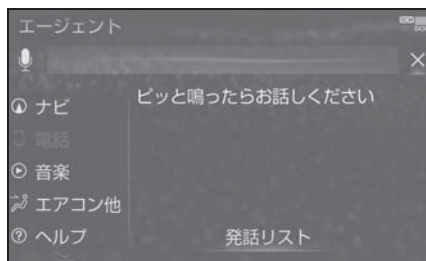 エージェント
ナビ
ピッと鳴ったらお話しください
電話
音楽
エアコン他
ヘルプ
発話リスト